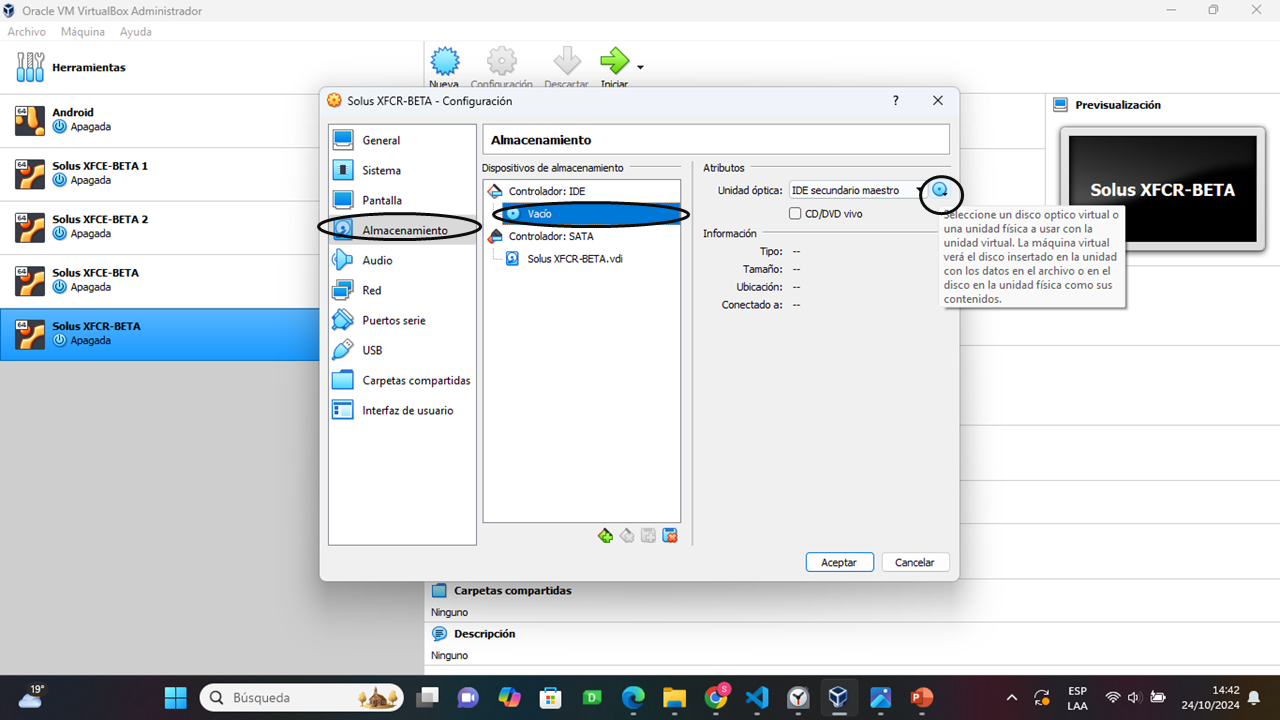 Oracle VM VirtualBox Administrador
Archivo Máquina Ayuda
Herramientas
Nueva Configuración Descartar Iniciar
64 Android
Apagada
64 Solus XFCE-BETA 1
Apagada
64 Solus XFCE-BETA 2
Apagada
64 Solus XFCE-BETA
Apagada
64 Solus XFCR-BETA
Apagada
Previsualización
Solus XFCR-BETA
Solus XFCR-BETA - Configuración ?
General
Sistema
Pantalla
Almacenamiento
Audio
Red
Puertos serie
USB
Carpetas compartidas
Interfaz de usuario
Almacenamiento
Dispositivos de almacenamiento
Controlador: IDE
Vacío
Controlador: SATA
Solus XFCR-BETA.vdi
Atributos
Unidad óptica: IDE secundario maestro
CD/DVD vivo
Información
Tipo: --
Tamaño: --
Ubicación: --
Conectado a: --
Seleccione un disco optico virtual o
una unidad física a usar con la
unidad virtual. La máquina virtual
verá el disco insertado en la unidad
con los datos en el archivo o en el
disco en la unidad física como sus
contenidos.
Aceptar Cancelar
Carpetas compartidas
Ninguno
Descripción
Ninguno
19°
Búsqueda
D
S
P
ESP
LAA
14:42
24/10/2024